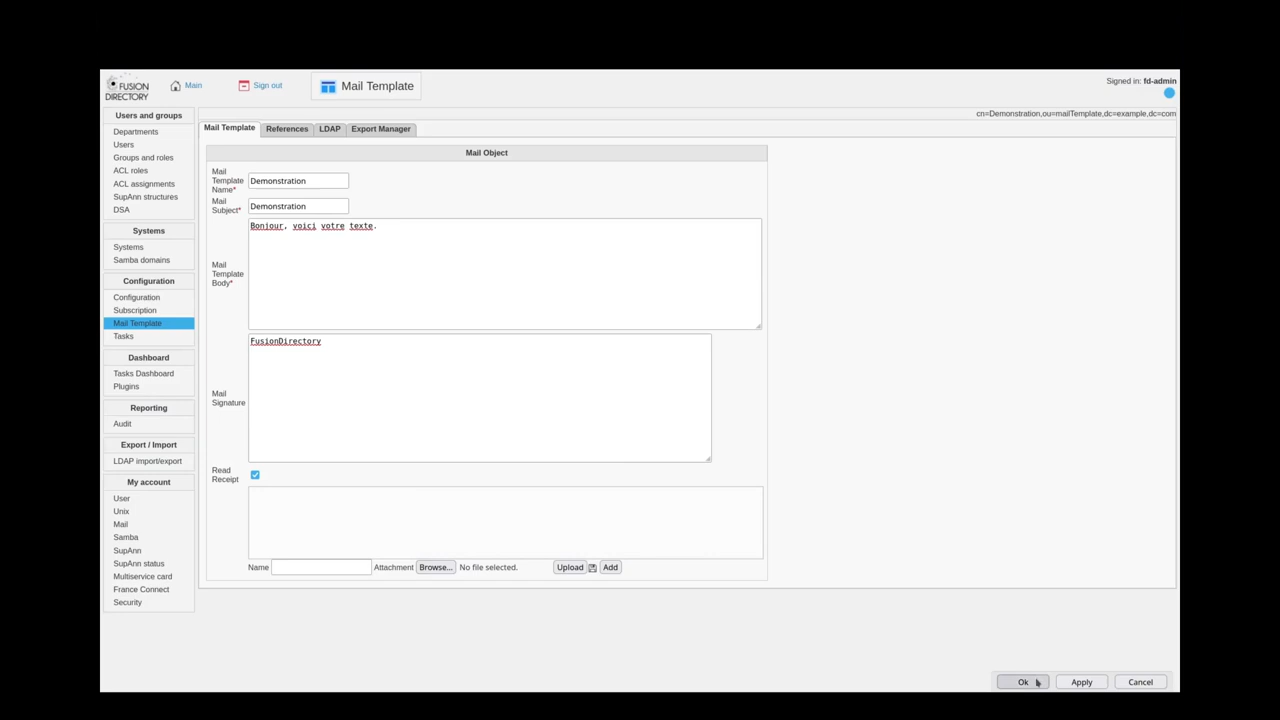 FUSION
DIRECTORY
Main
Sign out
Mail Template
Signed in: fd-admin
cn=Demonstration,ou=mailTemplate,dc=example,dc=com
Users and groups
Departments
Users
Groups and roles
ACL roles
ACL assignments
SupAnn structures
DSA
Systems
Systems
Samba domains
Configuration
Configuration
Subscription
Mail Template
Tasks
Dashboard
Tasks Dashboard
Plugins
Reporting
Audit
Export / Import
LDAP import/export
My account
User
Unix
Mail
Samba
SupAnn
SupAnn status
Multiservice card
France Connect
Security
Mail Template
References
LDAP
Export Manager
Mail Object
Mail
Template
Name*
Demonstration
Mail
Subject*
Demonstration
Mail
Template
Body*
Bonjour, voici votre texte.
Mail
Signature
FusionDirectory
Read
Receipt
Name
Attachment
Browse...
No file selected.
Upload
Add
Ok
Apply
Cancel